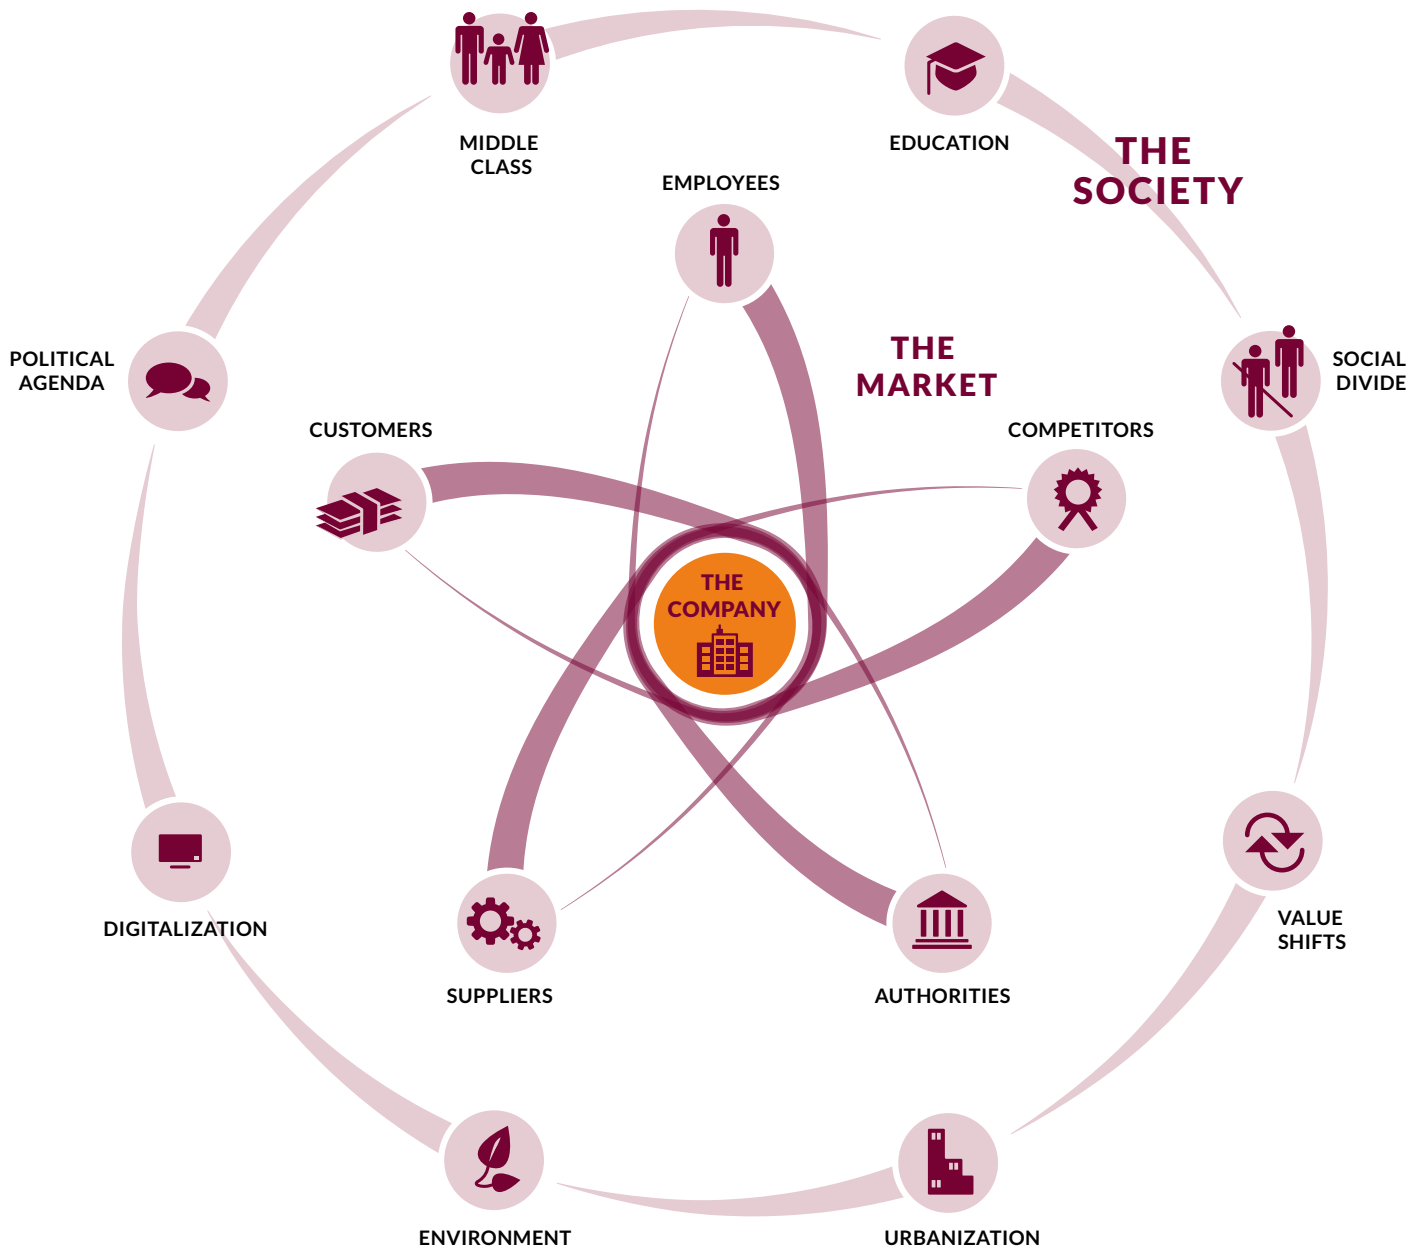 MIDDLE
CLASS
EDUCATION
THE
SOCIETY
EMPLOYEES
POLITICAL
AGENDA
THE
MARKET
SOCIAL
DIVIDE
CUSTOMERS
COMPETITORS
THE
COMPANY
DIGITALIZATION
VALUE
SHIFTS
SUPPLIERS
AUTHORITIES
ENVIRONMENT
URBANIZATION